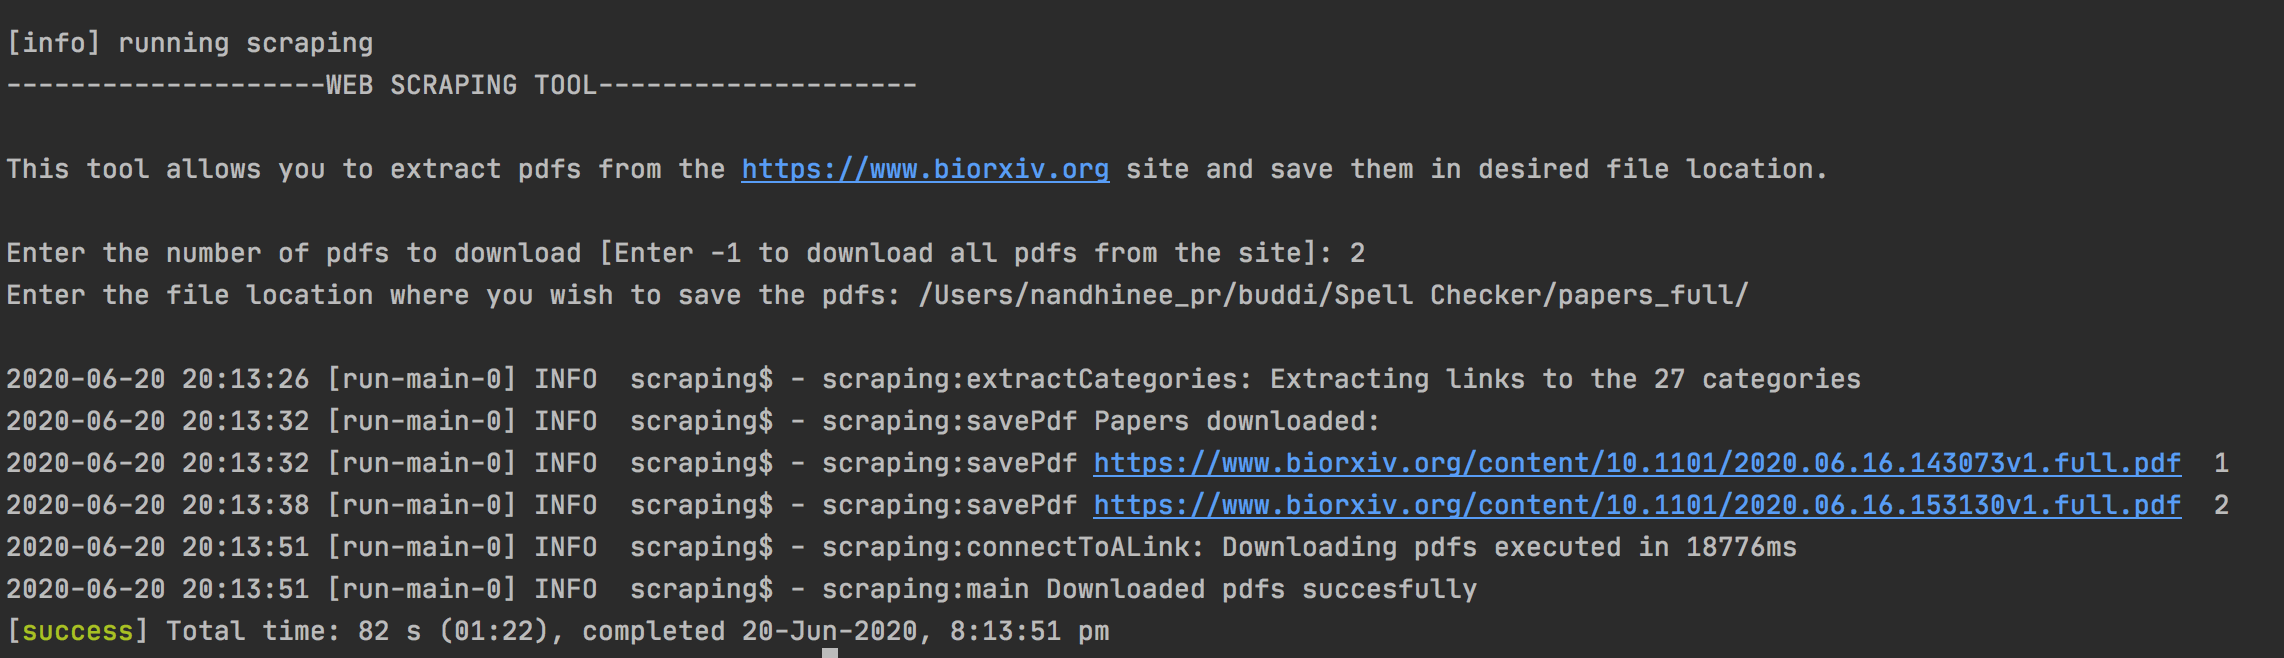 [info] running scraping
--------------------WEB SCRAPING TOOL--------------------
This tool allows you to extract pdfs from the https://www.biorxiv.org site and save them in desired file location.
Enter the number of pdfs to download [Enter -1 to download all pdfs from the site]: 2
Enter the file location where you wish to save the pdfs: /Users/nandhinee_pr/buddi/Spell Checker/papers_full/
2020-06-20 20:13:26 [run-main-0] INFO  scraping$ - scraping:extractCategories: Extracting links to the 27 categories
2020-06-20 20:13:32 [run-main-0] INFO  scraping$ - scraping:savePdf Papers downloaded:
2020-06-20 20:13:32 [run-main-0] INFO  scraping$ - scraping:savePdf https://www.biorxiv.org/content/10.1101/2020.06.16.143073v1.full.pdf  1
2020-06-20 20:13:38 [run-main-0] INFO  scraping$ - scraping:savePdf https://www.biorxiv.org/content/10.1101/2020.06.16.153130v1.full.pdf  2
2020-06-20 20:13:51 [run-main-0] INFO  scraping$ - scraping:connectToALink: Downloading pdfs executed in 18776ms
2020-06-20 20:13:51 [run-main-0] INFO  scraping$ - scraping:main Downloaded pdfs succesfully
[success] Total time: 82 s (01:22), completed 20-Jun-2020, 8:13:51 pm